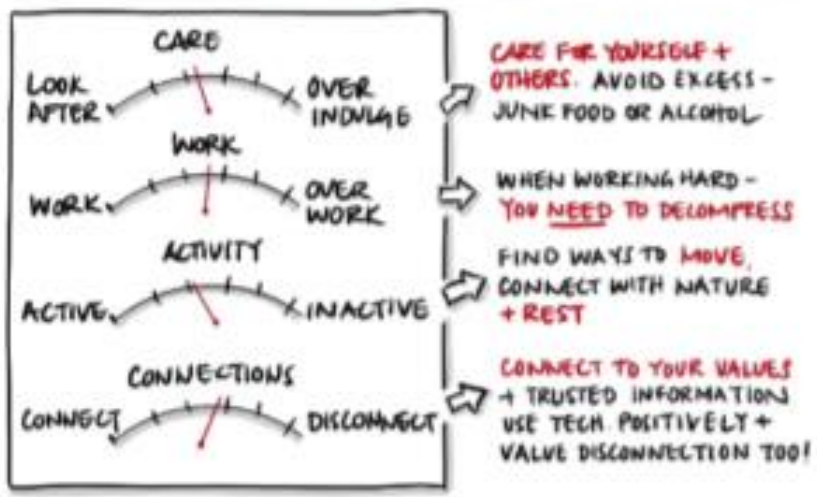 CARE
LOOK AFTER
OVER INDULGE
CARE FOR YOURSELF +
OTHERS. AVOID EXCESS -
JUNK FOOD OR ALCOHOL
WORK
WORK
OVER WORK
WHEN WORKING HARD -
YOU NEED TO DECOMPRESS
ACTIVITY
ACTIVE
INACTIVE
FIND WAYS TO MOVE,
CONNECT WITH NATURE
+ REST
CONNECTIONS
CONNECT
DISCONNECT
CONNECT TO YOUR VALUES
+ TRUSTED INFORMATION
USE TECH POSITIVELY +
VALUE DISCONNECTION TOO!